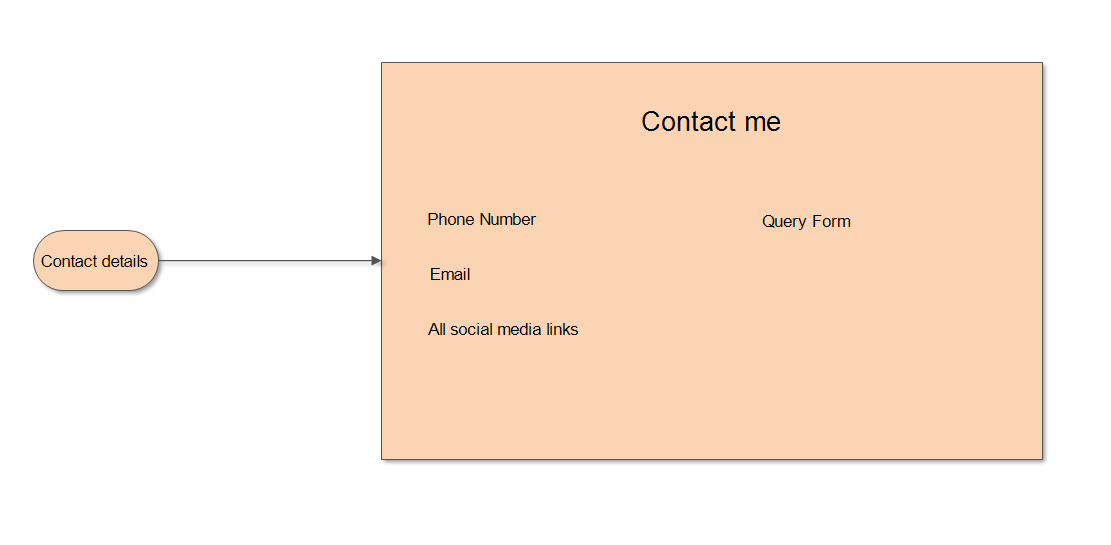 Contact me
Phone Number
Query Form
Contact details
Email
All social media links